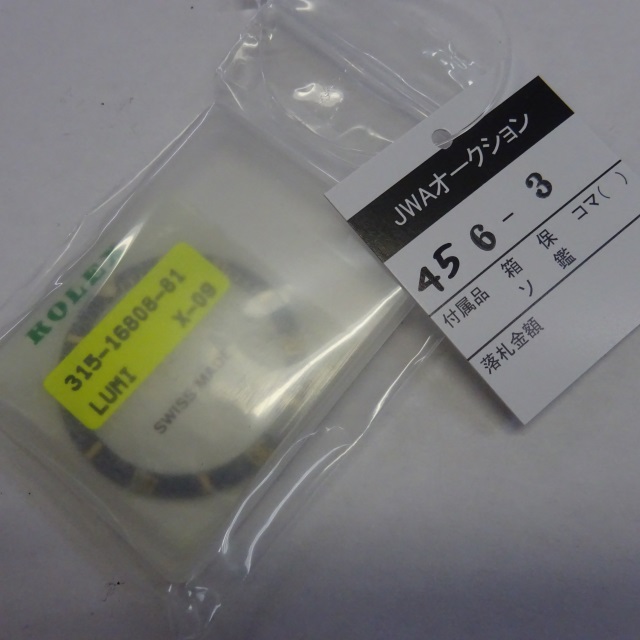 ROLEX
315-16808-81
X-09
LUMI
SWISS MADE
JWAオークション
456-3
付属品 箱 保 コマ( )
ソ 鑑
落札金額